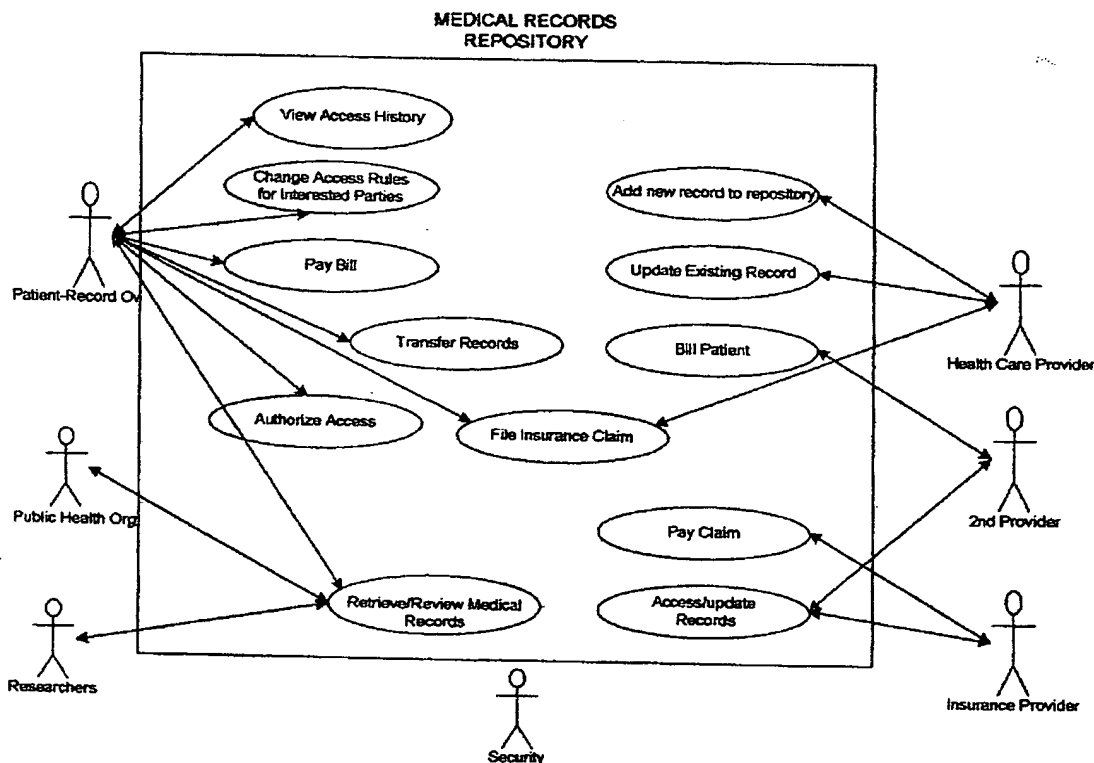 MEDICAL RECORDS
REPOSITORY
View Access History
Change Access Rules
for Interested Parties
Add new record to repository
Pay Bill
Update Existing Record
Patient-Record Ov
Transfer Records
Bill Patient
Health Care Provider
Authorize Access
File Insurance Claim
Public Health Org
2nd Provider
Pay Claim
Retrieve/Review Medical
Records
Access/update
Records
Researchers
Insurance Provider
Security